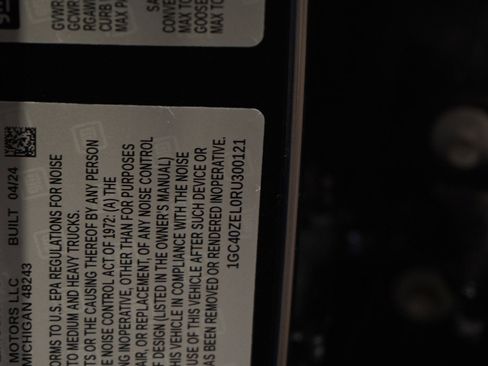 GVWR
GCWR
RGAW
CURB
MAX P
CONVE
MAX TO
GOOSE
MAX TO
MOTORS LLC
MICHIGAN 48243
BUILT 04/24
ORMS TO U.S. EPA REGULATIONS FOR NOISE
TO MEDIUM AND HEAVY TRUCKS.
TS OR THE CAUSING THEREOF BY ANY PERSON
E NOISE CONTROL ACT OF 1972: (A) THE
NG INOPERATIVE, OTHER THAN FOR PURPOSES
AIR, OR REPLACEMENT, OF ANY NOISE CONTROL
F DESIGN (LISTED IN THE OWNER'S MANUAL)
HIS VEHICLE IN COMPLIANCE WITH THE NOISE
USE OF THIS VEHICLE AFTER SUCH DEVICE OR
AS BEEN REMOVED OR RENDERED INOPERATIVE.
1GC40ZEL0RU300121